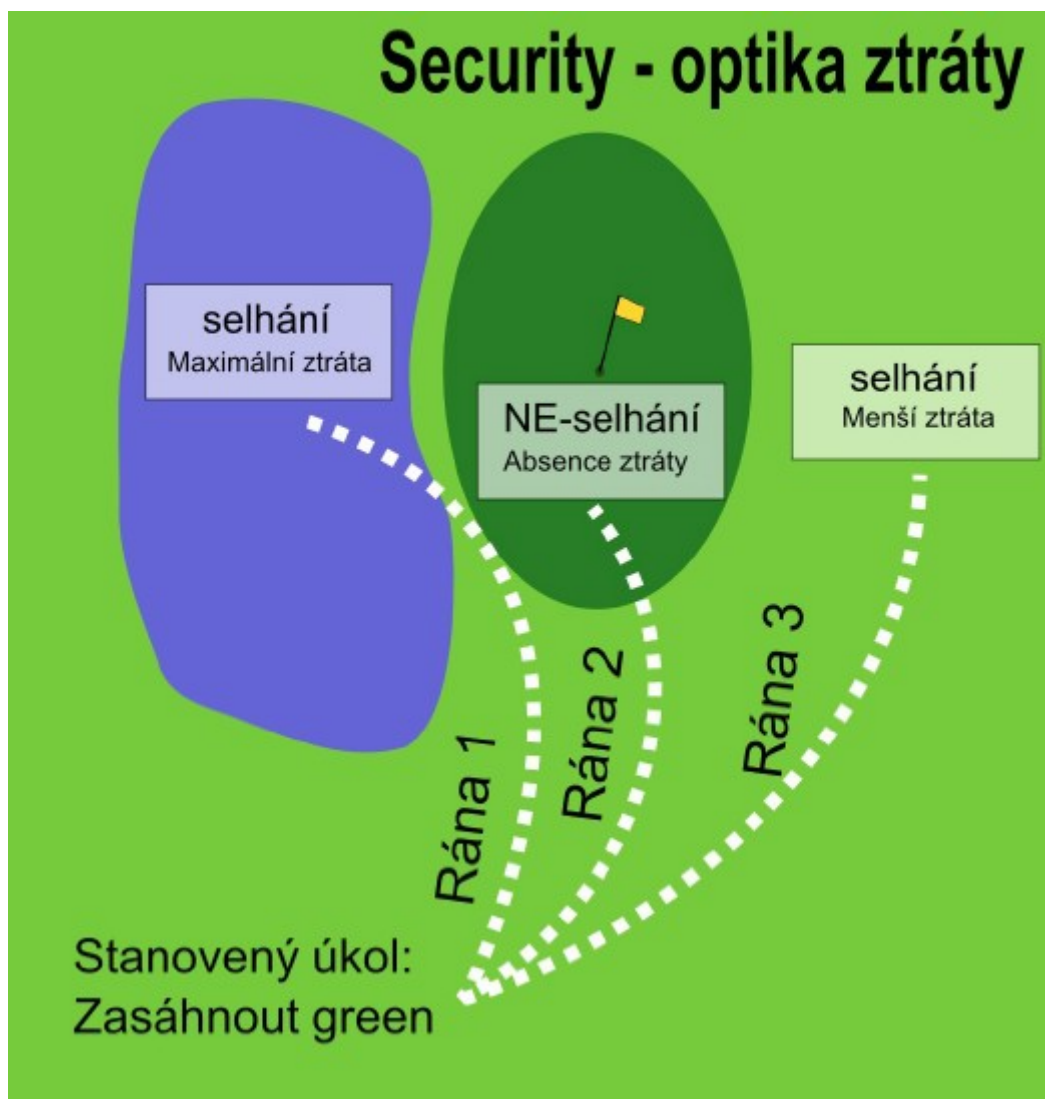 Security - optika ztráty
selhání
Maximální ztráta
NE-selhání
Absence ztráty
selhání
Menší ztráta
Rána 1
Rána 2
Rána 3
Stanovený úkol:
Zasáhnout green